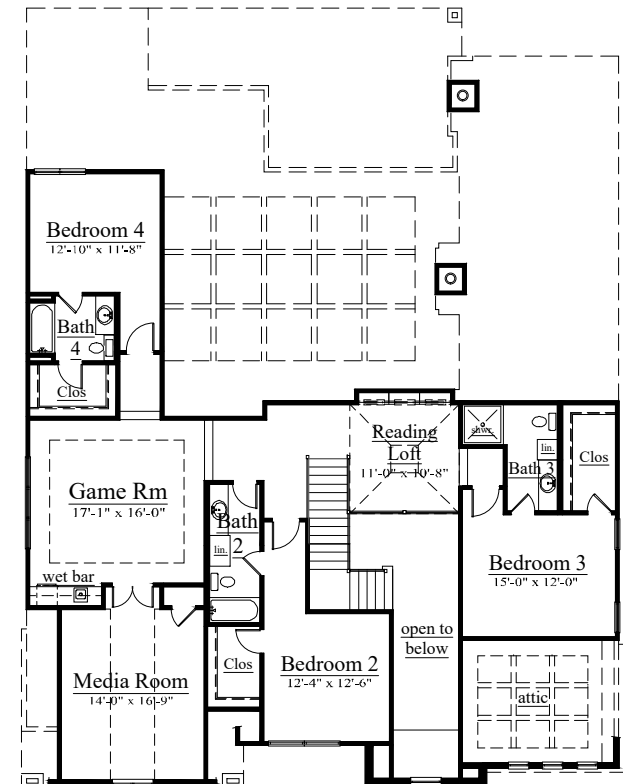 Bedroom 4
12'-10" x 11'-8"
Bath
4
Clos
Reading
Loft
11'-0" x 10'-8"
shwr.
lin.
Bath 3
Clos
Game Rm
17'-1" x 16'-0"
Bath
2
lin.
wet bar
Bedroom 3
15'-0" x 12'-0"
open to
below
Clos
Bedroom 2
12'-4" x 12'-6"
Media Room
14'-0" x 16'-9"
attic